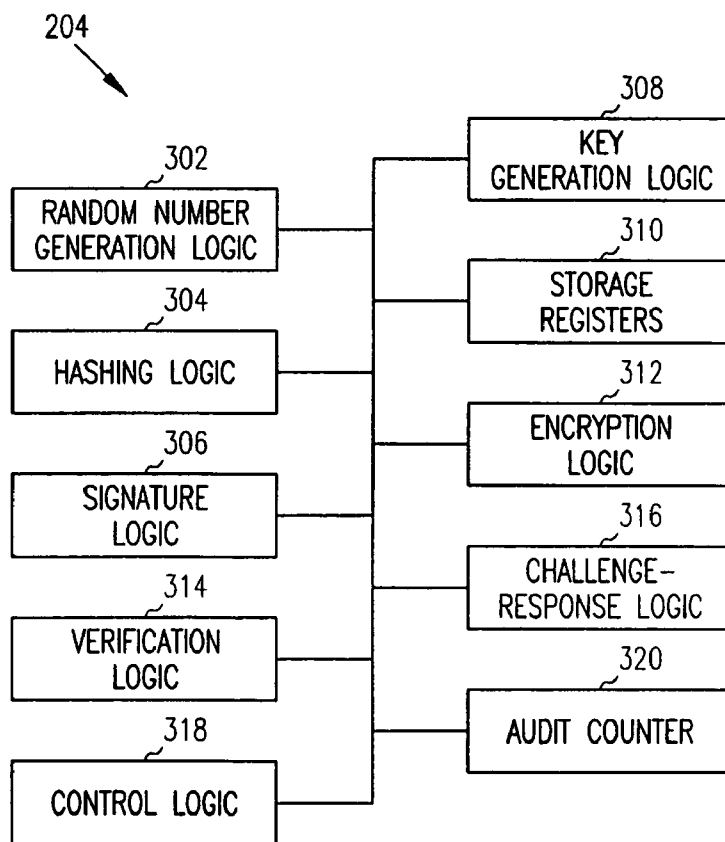 204
302
RANDOM NUMBER
GENERATION LOGIC
304
HASHING LOGIC
306
SIGNATURE
LOGIC
314
VERIFICATION
LOGIC
318
CONTROL LOGIC
308
KEY
GENERATION LOGIC
310
STORAGE
REGISTERS
312
ENCRYPTION
LOGIC
316
CHALLENGE-
RESPONSE LOGIC
320
AUDIT COUNTER